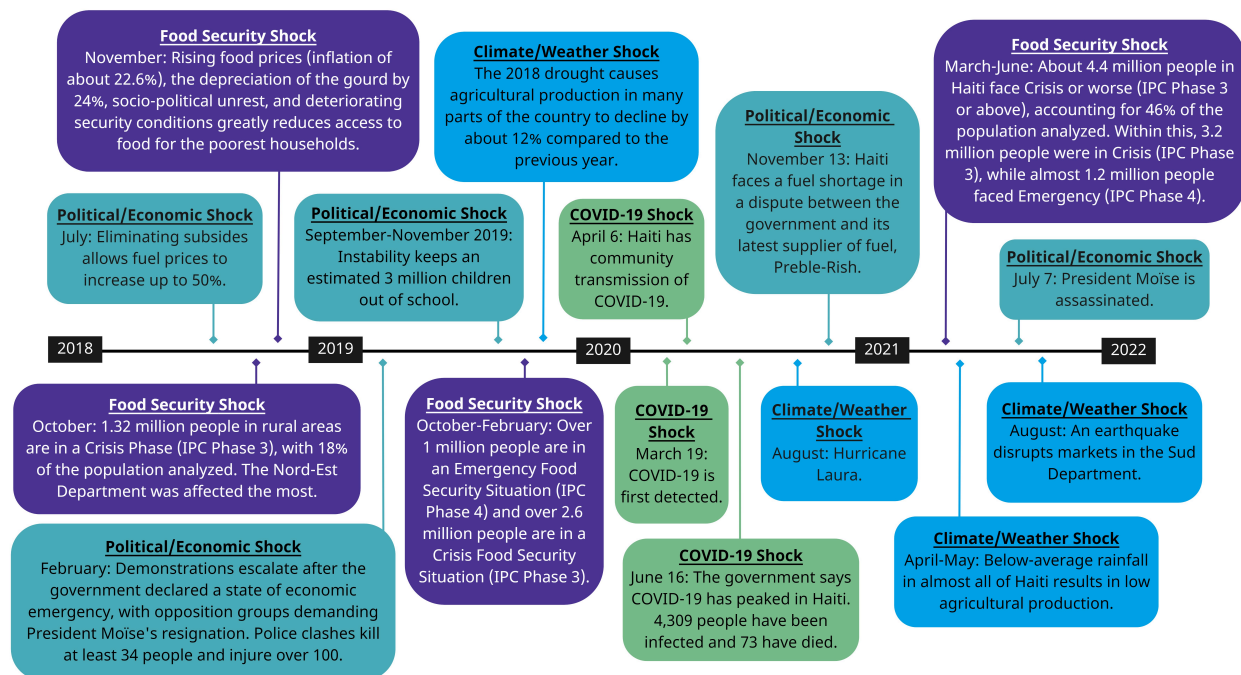 Food Security Shock
November: Rising food prices (inflation of
about 22.6%), the depreciation of the gourd by
24%, socio-political unrest, and deteriorating
security conditions greatly reduces access to
food for the poorest households.
Climate/Weather Shock
The 2018 drought causes
agricultural production in many
parts of the country to decline by
about 12% compared to the
previous year.
Political/Economic
Shock
November 13: Haiti
faces a fuel shortage in
a dispute between the
government and its
latest supplier of fuel,
Preble-Rish.
Food Security Shock
March-June: About 4.4 million people in
Haiti face Crisis or worse (IPC Phase 3
or above), accounting for 46% of the
population analyzed. Within this, 3.2
million people were in Crisis (IPC Phase
3), while almost 1.2 million people
faced Emergency (IPC Phase 4).
Political/Economic Shock
July: Eliminating subsides
allows fuel prices to
increase up to 50%.
Political/Economic Shock
September-November 2019:
Instability keeps an
estimated 3 million children
out of school.
COVID-19 Shock
April 6: Haiti has
community
transmission of
COVID-19.
Political/Economic Shock
July 7: President Moïse is
assassinated.
2018
2019
2020
2021
2022
Food Security Shock
October: 1.32 million people in rural areas
are in a Crisis Phase (IPC Phase 3), with 18%
of the population analyzed. The Nord-Est
Department was affected the most.
Food Security Shock
October-February: Over
1 million people are in
an Emergency Food
Security Situation (IPC
Phase 4) and over 2.6
million people are in a
Crisis Food Security
Situation (IPC Phase 3).
COVID-19
Shock
March 19:
COVID-19 is
first detected.
Climate/Weather
Shock
August: Hurricane
Laura.
Climate/Weather Shock
August: An earthquake
disrupts markets in the Sud
Department.
Political/Economic Shock
February: Demonstrations escalate after the
government declared a state of economic
emergency, with opposition groups demanding
President Moïse's resignation. Police clashes kill
at least 34 people and injure over 100.
COVID-19 Shock
June 16: The government says
COVID-19 has peaked in Haiti.
4,309 people have been
infected and 73 have died.
Climate/Weather Shock
April-May: Below-average rainfall
in almost all of Haiti results in low
agricultural production.